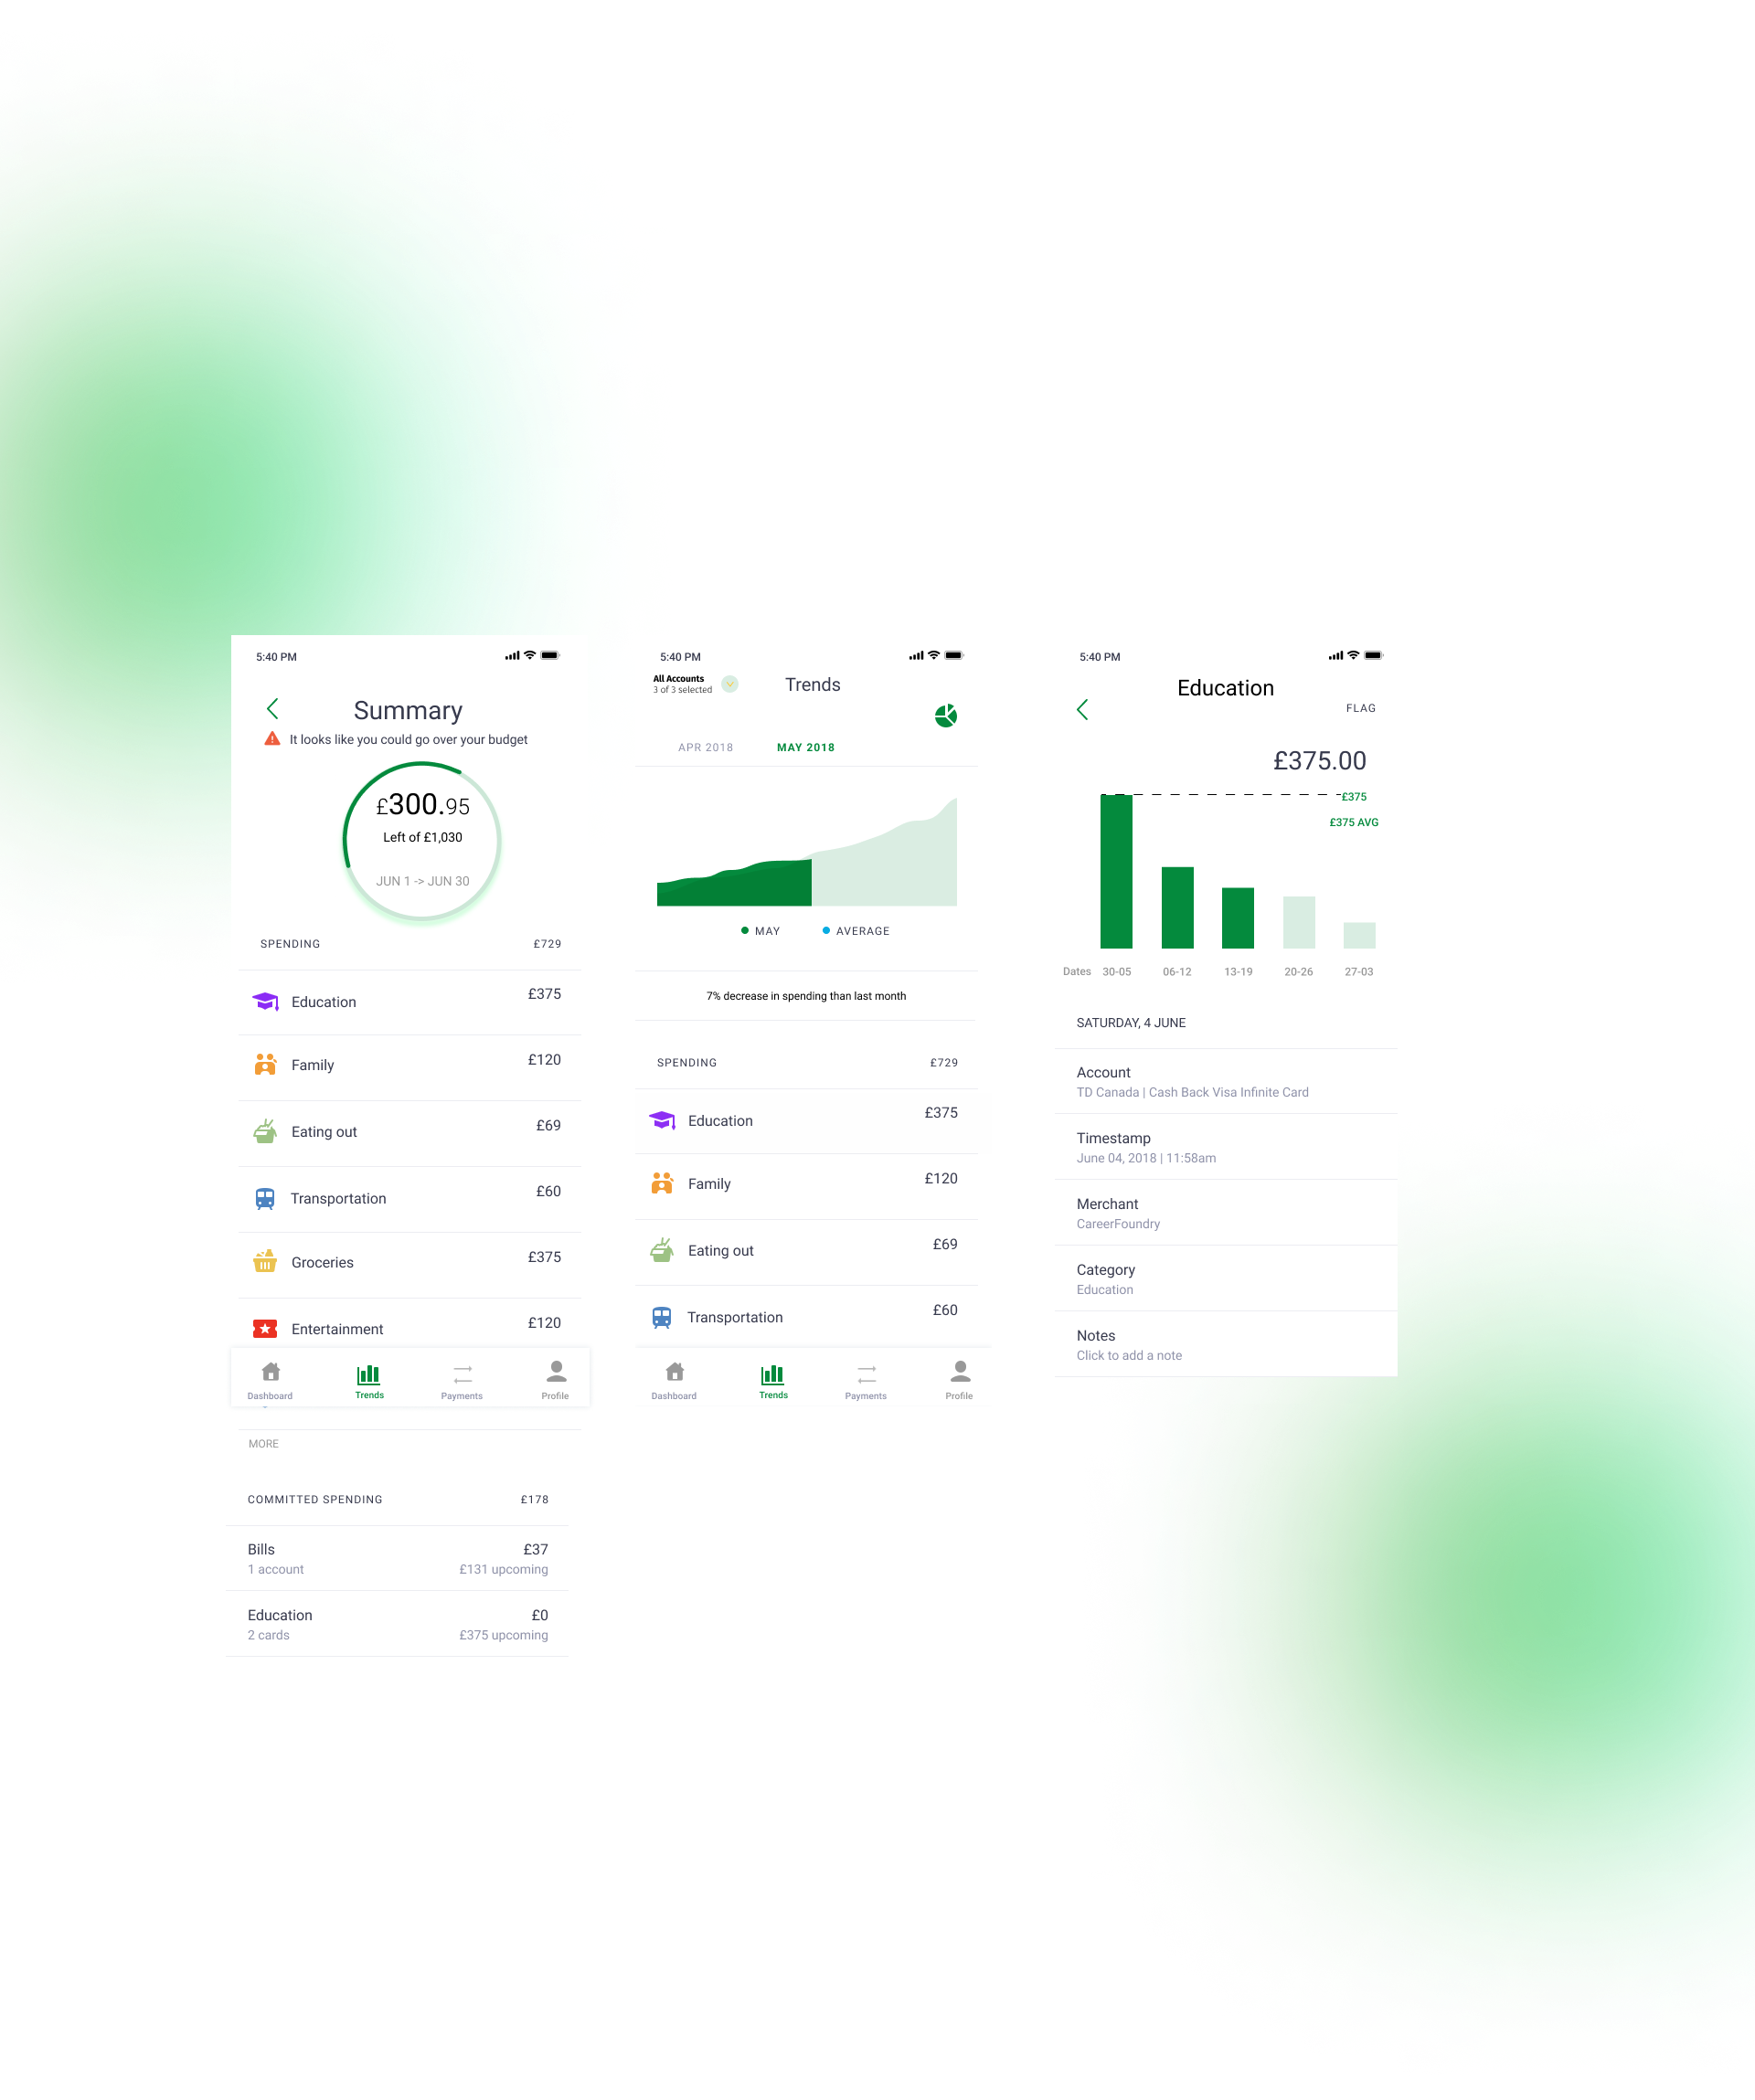 5:40 PM
Summary
It looks like you could go over your budget
£300.95
Left of £1,030
JUN 1 -> JUN 30
SPENDING £729
Education £375
Family £120
Eating out £69
Transportation £60
Groceries £375
Entertainment £120
Dashboard Trends Payments Profile
MORE
COMMITTED SPENDING £178
Bills £37
1 account £131 upcoming
Education £0
2 cards £375 upcoming
5:40 PM
All Accounts
3 of 3 selected
Trends
APR 2018 MAY 2018
MAY AVERAGE
7% decrease in spending than last month
SPENDING £729
Education £375
Family £120
Eating out £69
Transportation £60
Dashboard Trends Payments Profile
5:40 PM
Education
FLAG
£375.00
£375
£375 AVG
Dates 30-05 06-12 13-19 20-26 27-03
SATURDAY, 4 JUNE
Account
TD Canada | Cash Back Visa Infinite Card
Timestamp
June 04, 2018 | 11:58am
Merchant
CareerFoundry
Category
Education
Notes
Click to add a note